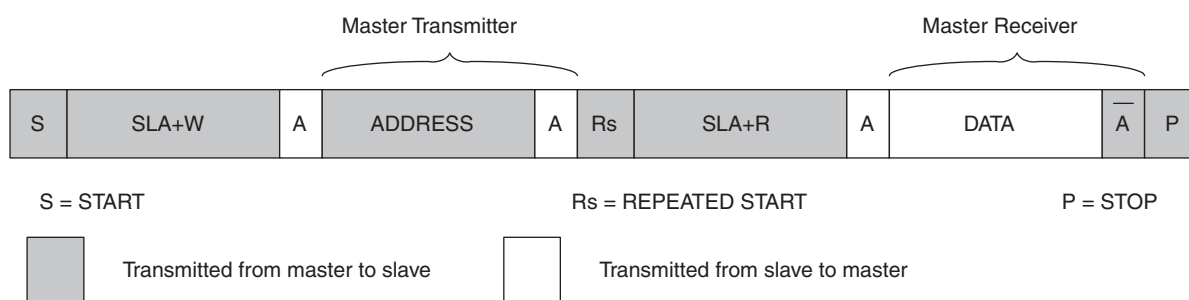 Master Transmitter Master Receiver
S SLA+W A ADDRESS A Rs SLA+R A DATA A̅ P
S = START Rs = REPEATED START P = STOP
Transmitted from master to slave Transmitted from slave to master